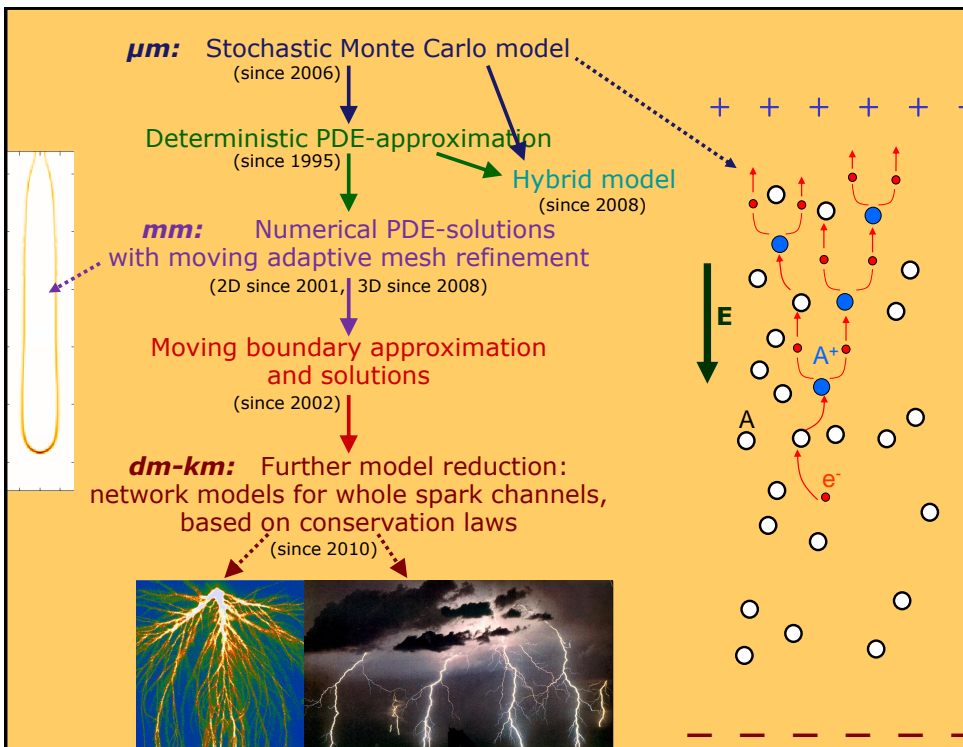 μm: Stochastic Monte Carlo model
(since 2006)
Deterministic PDE-approximation
(since 1995)
Hybrid model
(since 2008)
mm: Numerical PDE-solutions
with moving adaptive mesh refinement
(2D since 2001, 3D since 2008)
Moving boundary approximation
and solutions
(since 2002)
dm-km: Further model reduction:
network models for whole spark channels,
based on conservation laws
(since 2010)
+ + + + + +
E
A⁺
A
e⁻
− − − − − − −